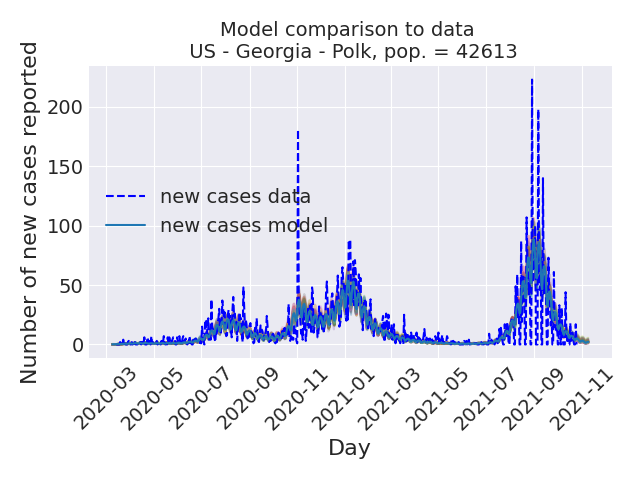 Model comparison to data
US - Georgia - Polk, pop. = 42613
Number of new cases reported
200
150
100
50
0
new cases data
new cases model
2020-03
2020-05
2020-07
2020-09
2020-11
2021-01
2021-03
2021-05
2021-07
2021-09
2021-11
Day